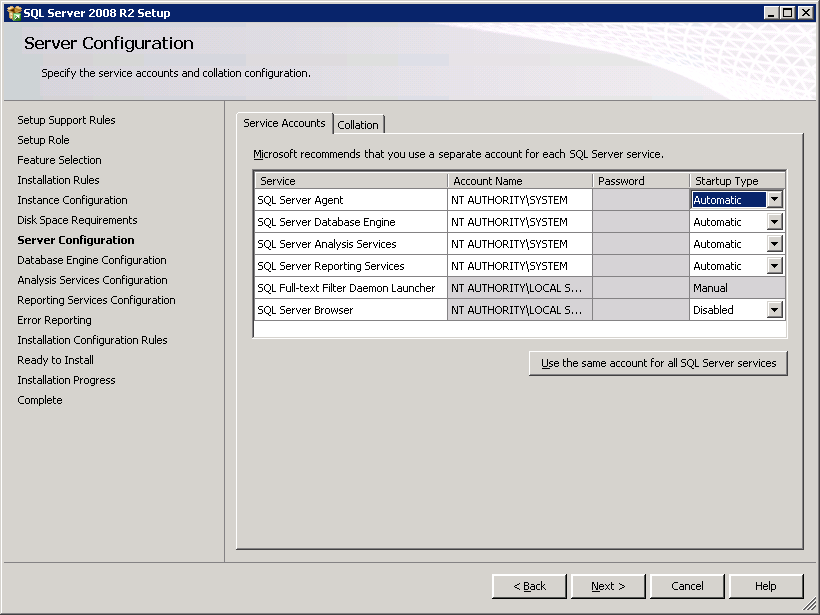 SQL Server 2008 R2 Setup
Server Configuration
Specify the service accounts and collation configuration.
Setup Support Rules
Setup Role
Feature Selection
Installation Rules
Instance Configuration
Disk Space Requirements
Server Configuration
Database Engine Configuration
Analysis Services Configuration
Reporting Services Configuration
Error Reporting
Installation Configuration Rules
Ready to Install
Installation Progress
Complete
Service Accounts Collation
Microsoft recommends that you use a separate account for each SQL Server service.
Service Account Name Password Startup Type
SQL Server Agent NT AUTHORITY\SYSTEM Automatic
SQL Server Database Engine NT AUTHORITY\SYSTEM Automatic
SQL Server Analysis Services NT AUTHORITY\SYSTEM Automatic
SQL Server Reporting Services NT AUTHORITY\SYSTEM Automatic
SQL Full-text Filter Daemon Launcher NT AUTHORITY\LOCAL S... Manual
SQL Server Browser NT AUTHORITY\LOCAL S... Disabled
Use the same account for all SQL Server services
< Back Next > Cancel Help